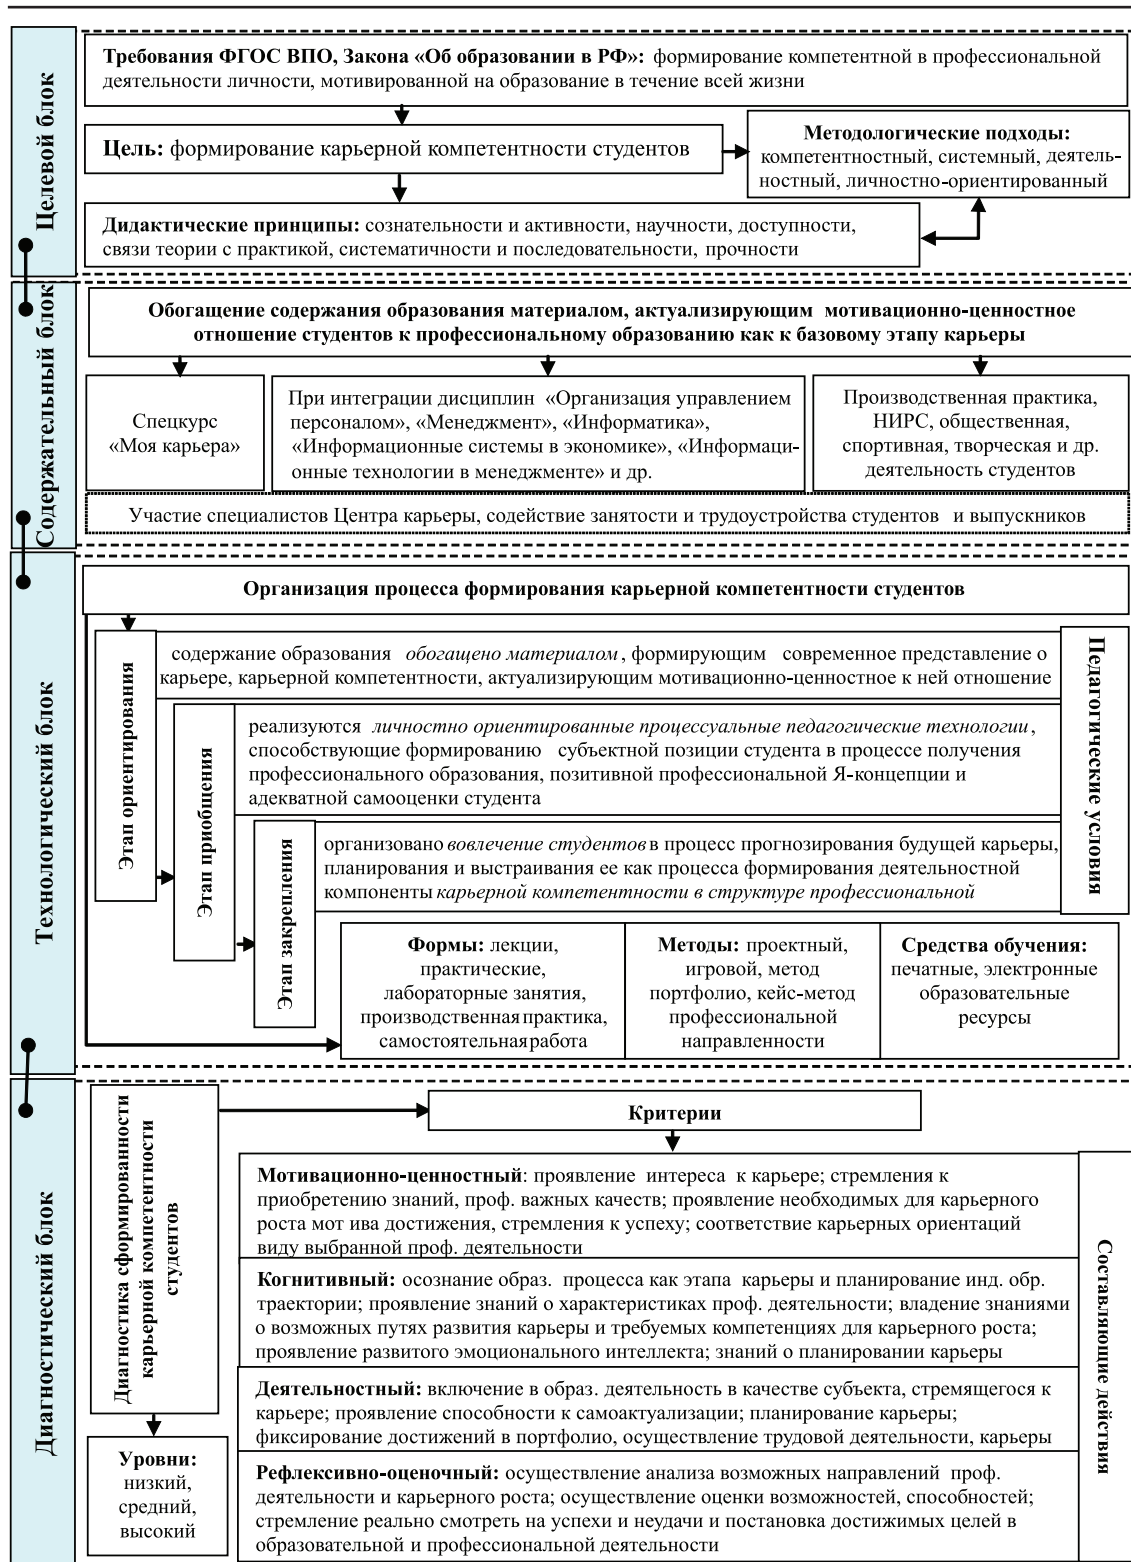 Целевой блок
Требования ФГОС ВПО, Закона «Об образовании в РФ»: формирование компетентной в профессиональной
деятельности личности, мотивированной на образование в течение всей жизни
Цель: формирование карьерной компетентности студентов
Методологические подходы:
компетентностный, системный, деятель-
ностный, личностно-ориентированный
Дидактические принципы: сознательности и активности, научности, доступности,
связи теории с практикой, систематичности и последовательности, прочности
Содержательный блок
Обогащение содержания образования материалом, актуализирующим мотивационно-ценностное
отношение студентов к профессиональному образованию как к базовому этапу карьеры
Спецкурс
«Моя карьера»
При интеграции дисциплин «Организация управлением
персоналом», «Менеджмент», «Информатика»,
«Информационные системы в экономике», «Информаци-
онные технологии в менеджменте» и др.
Производственная практика,
НИРС, общественная,
спортивная, творческая и др.
деятельность студентов
Участие специалистов Центра карьеры, содействие занятости и трудоустройства студентов и выпускников
Технологический блок
Организация процесса формирования карьерной компетентности студентов
Этап ориентирования
содержание образования обогащено материалом, формирующим современное представление о
карьере, карьерной компетентности, актуализирующим мотивационно-ценностное к ней отношение
Педагогические условия
Этап приобщения
реализуются личностно ориентированные процессуальные педагогические технологии,
способствующие формированию субъектной позиции студента в процессе получения
профессионального образования, позитивной профессиональной Я-концепции и
адекватной самооценки студента
Этап закрепления
организовано вовлечение студентов в процесс прогнозирования будущей карьеры,
планирования и выстраивания ее как процесса формирования деятельностной
компоненты карьерной компетентности в структуре профессиональной
Формы: лекции,
практические,
лабораторные занятия,
производственная практика,
самостоятельная работа
Методы: проектный,
игровой, метод
портфолио, кейс-метод
профессиональной
направленности
Средства обучения:
печатные, электронные
образовательные
ресурсы
Диагностический блок
Диагностика сформированности
карьерной компетентности
студентов
Критерии
Мотивационно-ценностный: проявление интереса к карьере; стремления к
приобретению знаний, проф. важных качеств; проявление необходимых для карьерного
роста мот ива достижения, стремления к успеху; соответствие карьерных ориентаций
виду выбранной проф. деятельности
Когнитивный: осознание образ. процесса как этапа карьеры и планирование инд. обр.
траектории; проявление знаний о характеристиках проф. деятельности; владение знаниями
о возможных путях развития карьеры и требуемых компетенциях для карьерного роста;
проявление развитого эмоционального интеллекта; знаний о планировании карьеры
Деятельностный: включение в образ. деятельность в качестве субъекта, стремящегося к
карьере; проявление способности к самоактуализации; планирование карьеры;
фиксирование достижений в портфолио, осуществление трудовой деятельности, карьеры
Рефлексивно-оценочный: осуществление анализа возможных направлений проф.
деятельности и карьерного роста; осуществление оценки возможностей, способностей;
стремление реально смотреть на успехи и неудачи и постановка достижимых целей в
образовательной и профессиональной деятельности
Составляющие действия
Уровни:
низкий,
средний,
высокий